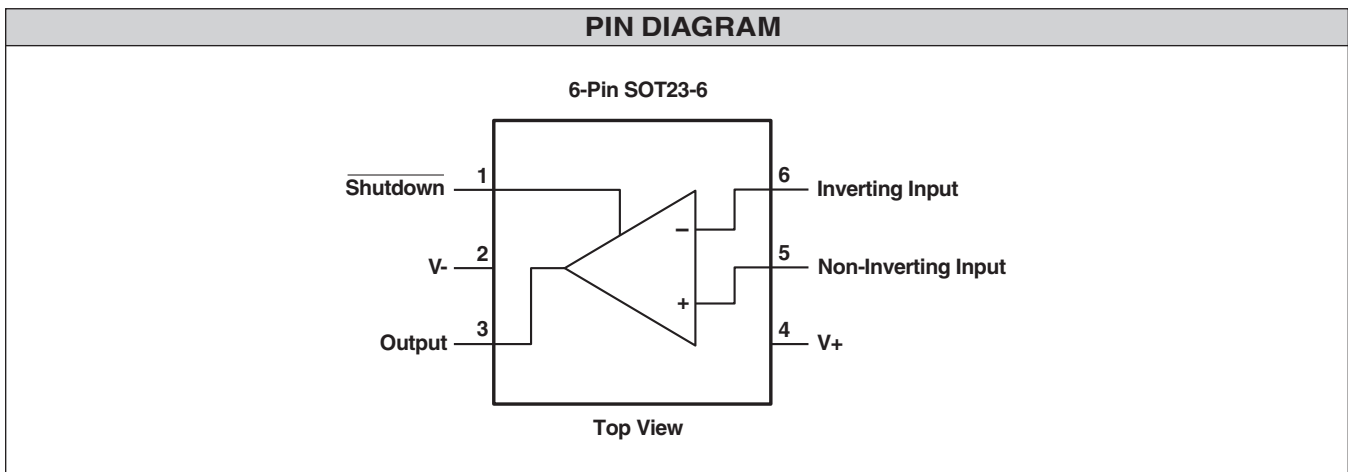 PIN DIAGRAM
6-Pin SOT23-6
Shutdown 1
V- 2
Output 3
6 Inverting Input
5 Non-Inverting Input
4 V+
−
+
Top View